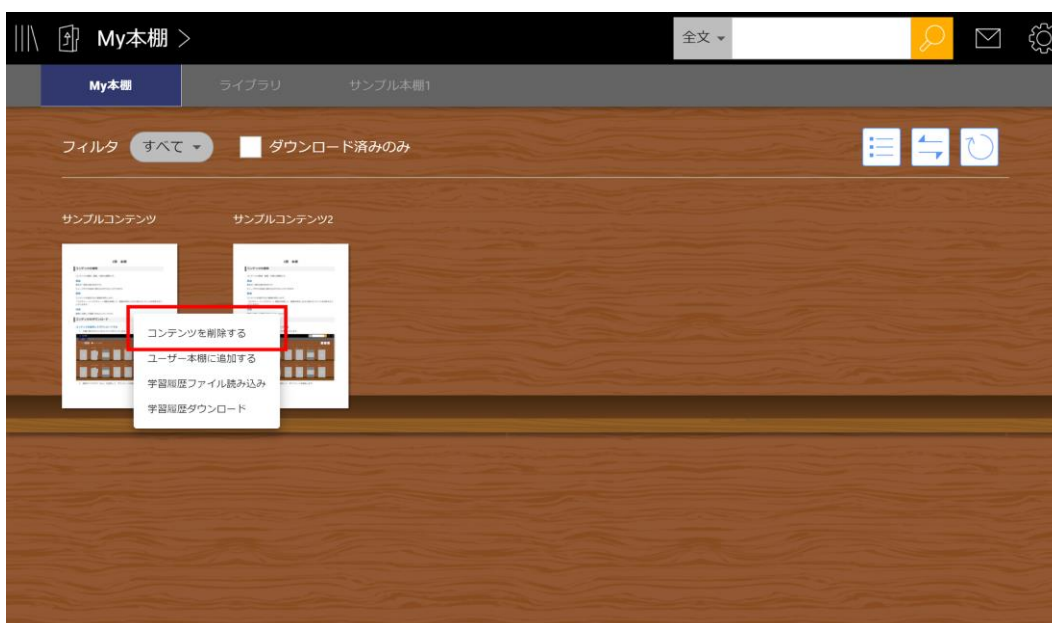 My本棚 >
全文
My本棚
ライブラリ
サンプル本棚1
フィルタ
すべて
ダウンロード済みのみ
サンプルコンテンツ
サンプルコンテンツ2
コンテンツを削除する
ユーザー本棚に追加する
学習履歴ファイル読み込み
学習履歴ダウンロード